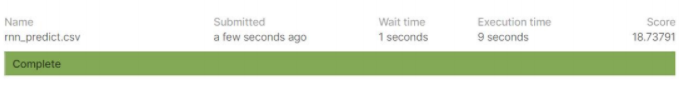 Name Submitted Wait time Execution time Score
rnn_predict.csv a few seconds ago 1 seconds 9 seconds 18.73791
Complete